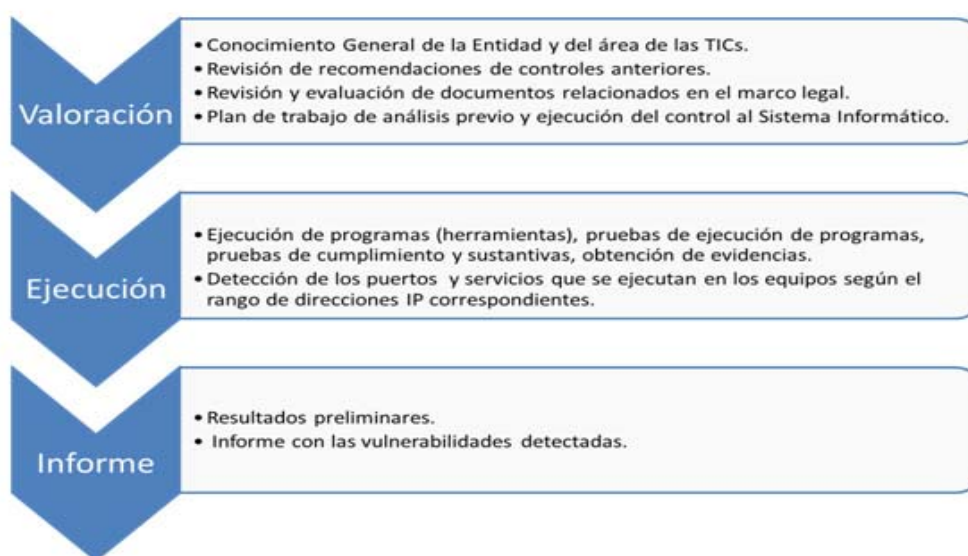 Valoración
• Conocimiento General de la Entidad y del área de las TICs.
• Revisión de recomendaciones de controles anteriores.
• Revisión y evaluación de documentos relacionados en el marco legal.
• Plan de trabajo de análisis previo y ejecución del control al Sistema Informático.
Ejecución
• Ejecución de programas (herramientas), pruebas de ejecución de programas,
pruebas de cumplimiento y sustantivas, obtención de evidencias.
• Detección de los puertos y servicios que se ejecutan en los equipos según el
rango de direcciones IP correspondientes.
Informe
• Resultados preliminares.
• Informe con las vulnerabilidades detectadas.